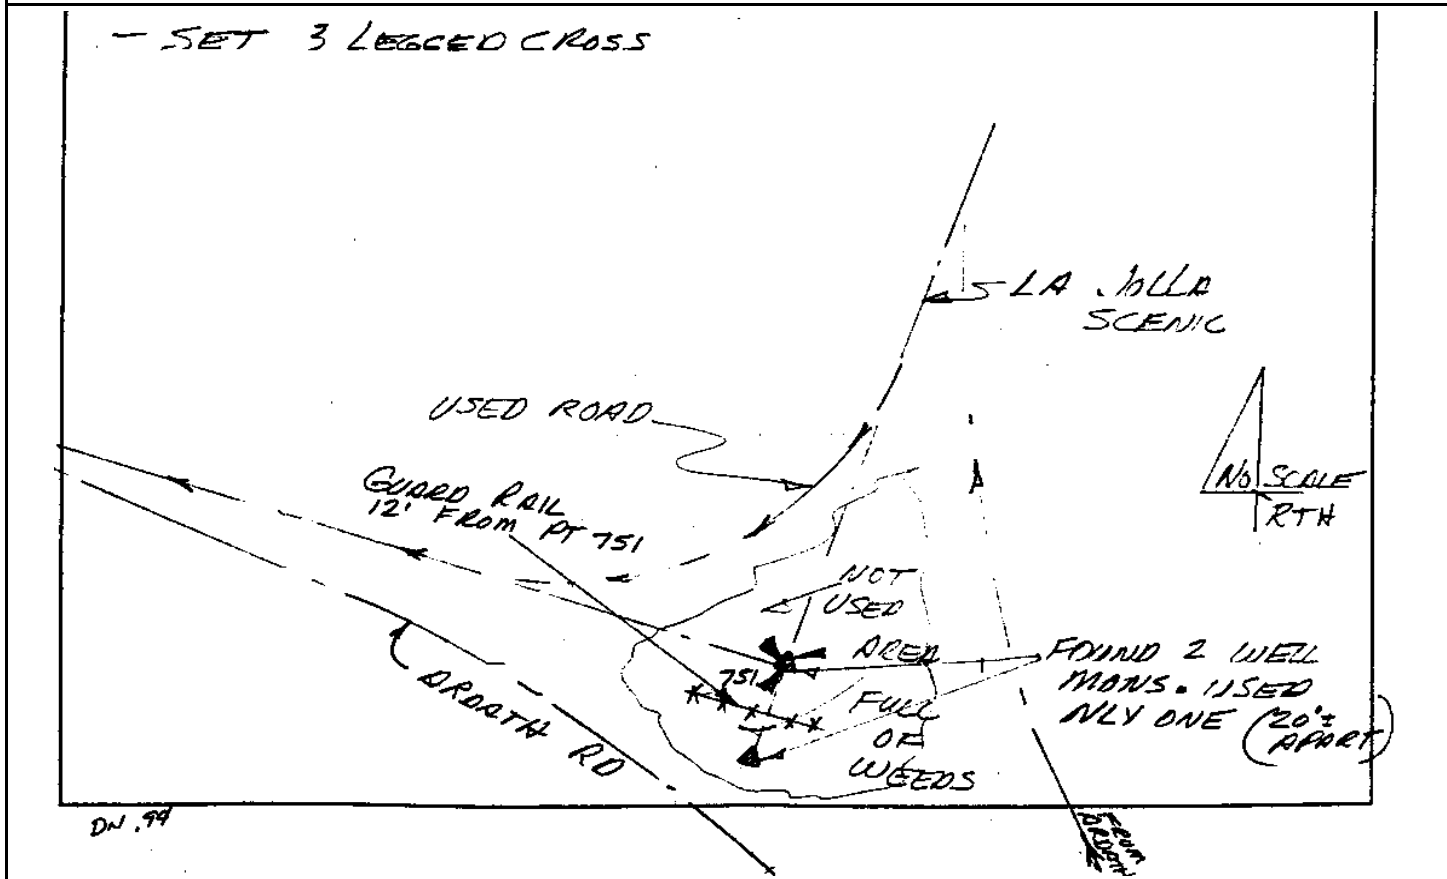 - SET 3 LEGGED CROSS
LA JOLLA
SCENIC
USED ROAD
GUARD RAIL
12' FROM PT 751
NO SCALE
RTH
NOT
USED
AREA
FULL
OF
WEEDS
751
FOUND 2 WELL
MONS. USED
NLY ONE (20'±
APART)
ARDATH RD
DN .99
FROM
ARDATH